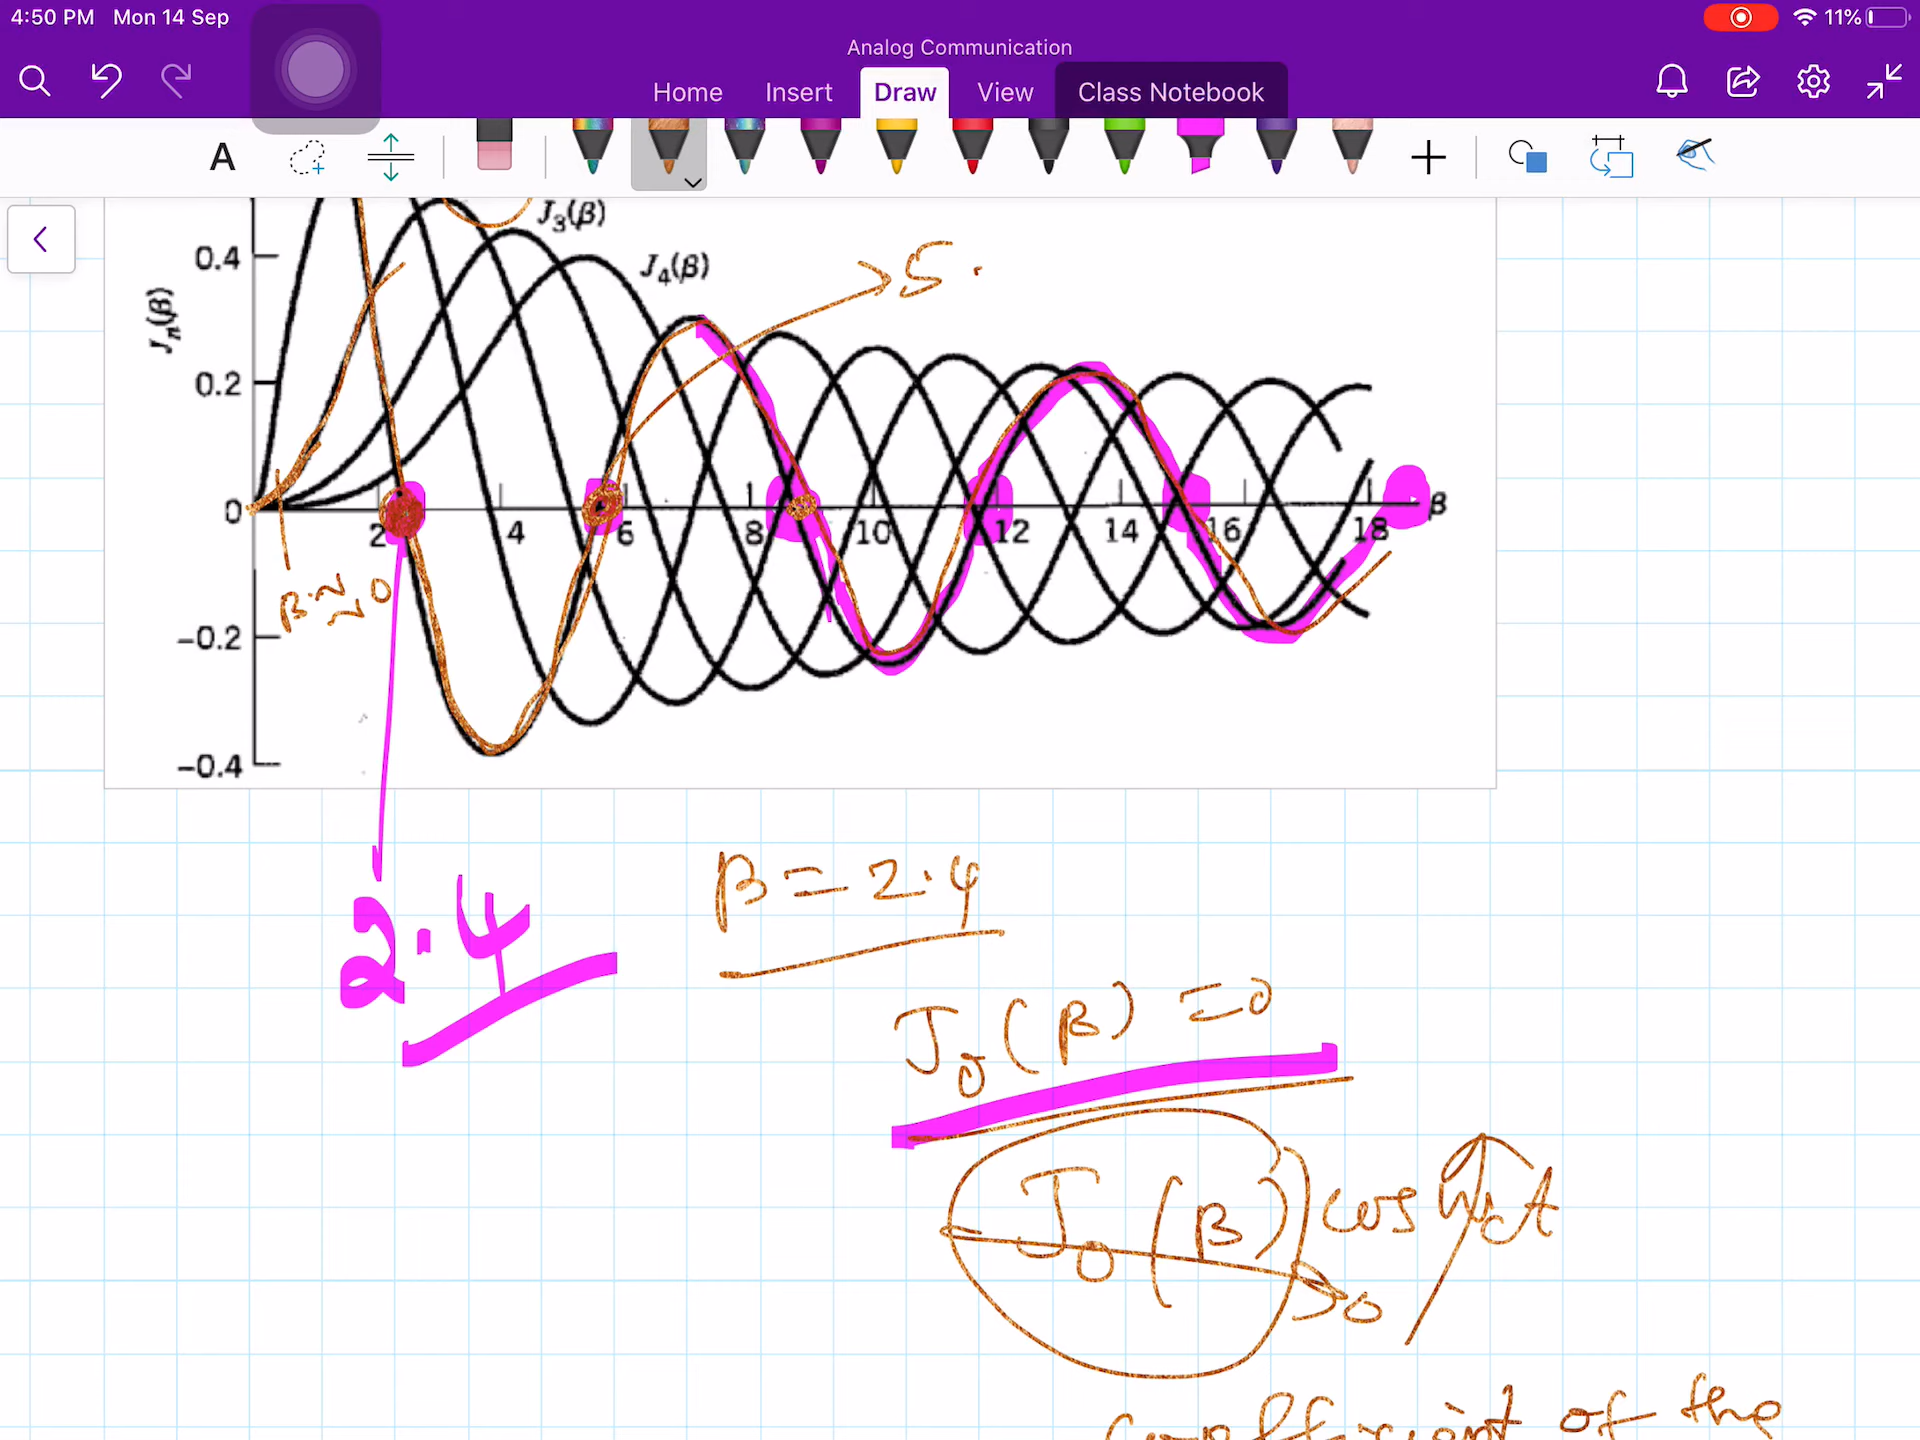 4:50 PM Mon 14 Sep
11%
Analog Communication
Home Insert Draw View Class Notebook
A
J3(β)
J4(β)
→ 5.
Jn(β)
0.4
0.2
0
-0.2
-0.4
2 4 6 8 10 12 14 16 18 β
β ≈ 0
2.4
β = 2.4
J0(β) = 0
J0(β) cos ωct
0
coefficient of the